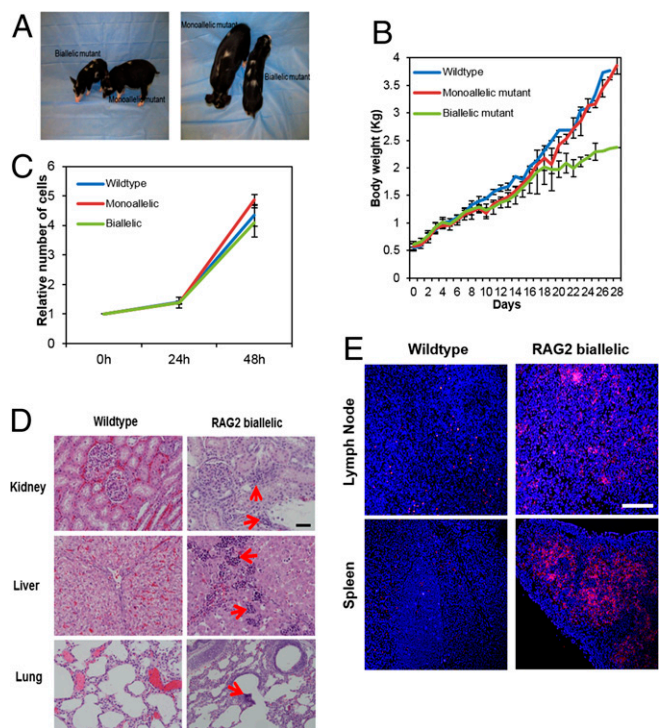 A
Biallelic mutant
Monoallelic mutant
Monoallelic mutant
Biallelic mutant
B
Body weight (Kg)
4
3.5
3
2.5
2
1.5
1
0.5
0
Wildtype
Monoallelic mutant
Biallelic mutant
0 2 4 6 8 10 12 14 16 18 20 22 24 26 28
Days
C
Relative number of cells
6
5
4
3
2
1
0
Wildtype
Monoallelic
Biallelic
0h 24h 48h
D
Wildtype RAG2 biallelic
Kidney
Liver
Lung
E
Wildtype RAG2 biallelic
Lymph Node
Spleen